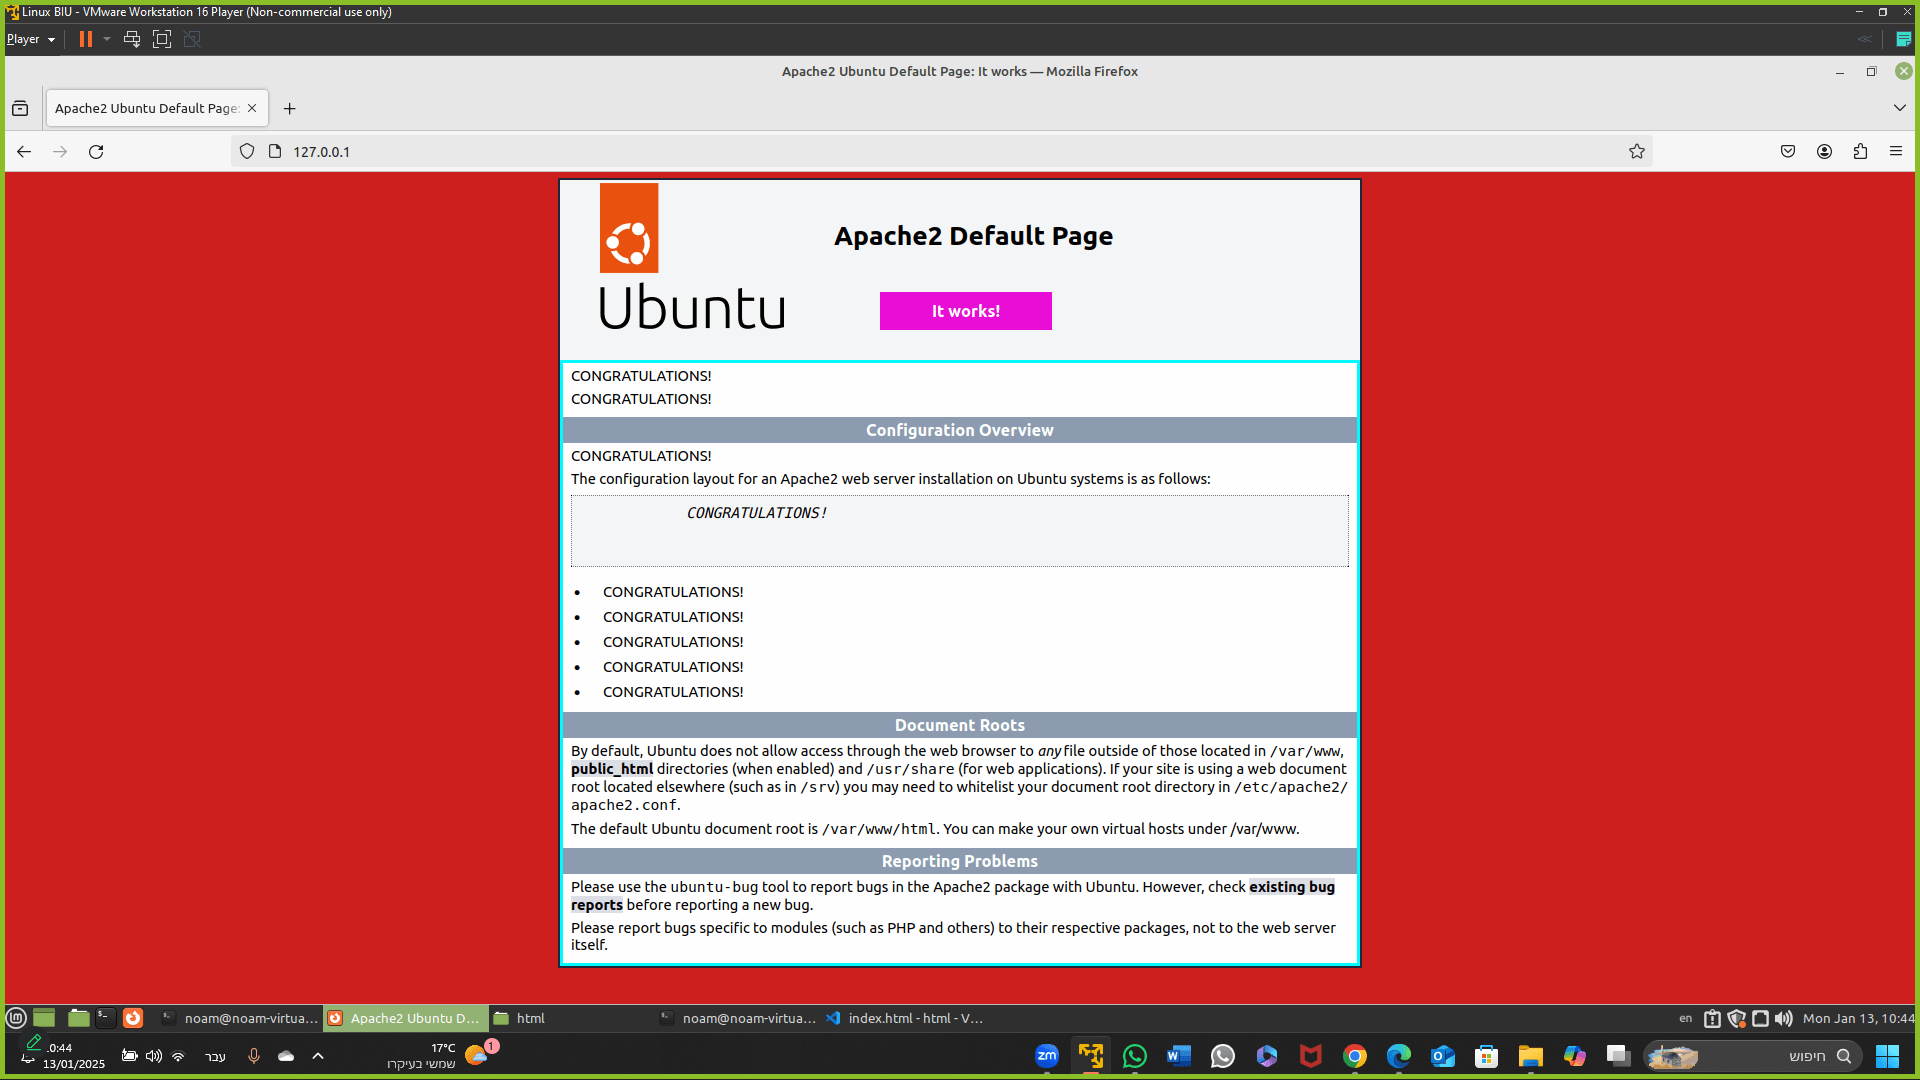 Linux BIU - VMware Workstation 16 Player (Non-commercial use only)
Player
Apache2 Ubuntu Default Page: It works — Mozilla Firefox
Apache2 Ubuntu Default Page:
127.0.0.1
Apache2 Default Page
Ubuntu
It works!
CONGRATULATIONS!
CONGRATULATIONS!
Configuration Overview
CONGRATULATIONS!
The configuration layout for an Apache2 web server installation on Ubuntu systems is as follows:
CONGRATULATIONS!
• CONGRATULATIONS!
• CONGRATULATIONS!
• CONGRATULATIONS!
• CONGRATULATIONS!
• CONGRATULATIONS!
Document Roots
By default, Ubuntu does not allow access through the web browser to any file outside of those located in /var/www,
public_html directories (when enabled) and /usr/share (for web applications). If your site is using a web document
root located elsewhere (such as in /srv) you may need to whitelist your document root directory in /etc/apache2/
apache2.conf.
The default Ubuntu document root is /var/www/html. You can make your own virtual hosts under /var/www.
Reporting Problems
Please use the ubuntu-bug tool to report bugs in the Apache2 package with Ubuntu. However, check existing bug
reports before reporting a new bug.
Please report bugs specific to modules (such as PHP and others) to their respective packages, not to the web server
itself.
noam@noam-virtua... Apache2 Ubuntu D... html noam@noam-virtua... index.html - html - V... en Mon Jan 13, 10:44
0:44
13/01/2025
עבר
17°C
שמשי בעיקרו
1
zm
חיפוש